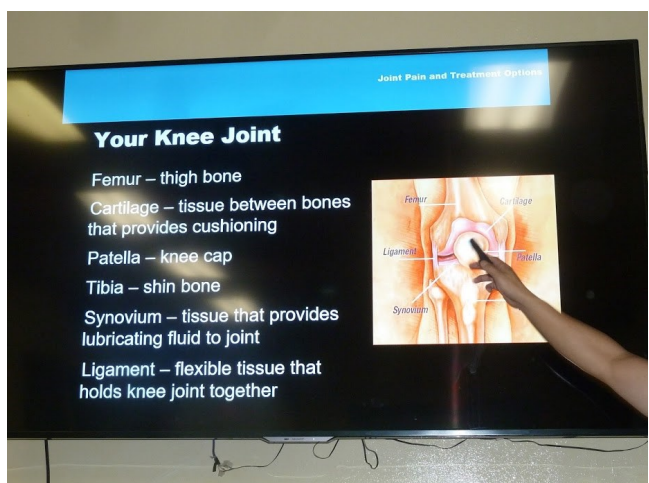 Joint Pain and Treatment Options
Your Knee Joint
Femur – thigh bone
Cartilage – tissue between bones
that provides cushioning
Patella – knee cap
Tibia – shin bone
Synovium – tissue that provides
lubricating fluid to joint
Ligament – flexible tissue that
holds knee joint together
Femur
Cartilage
Ligament
Patella
Synovium